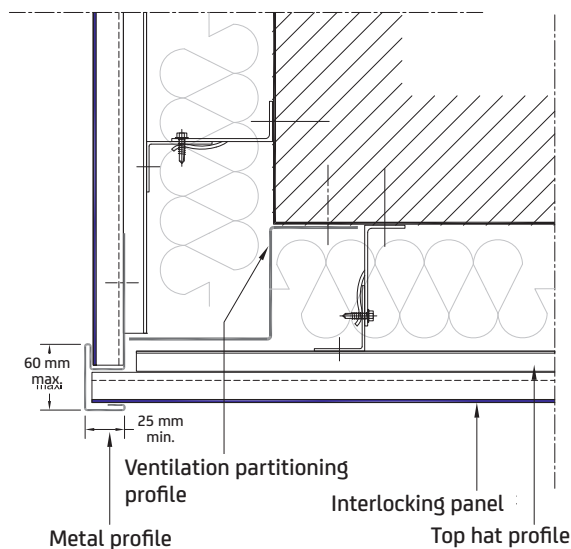 60 mm
max.
25 mm
min.
Ventilation partitioning
profile
Interlocking panel
Metal profile
Top hat profile